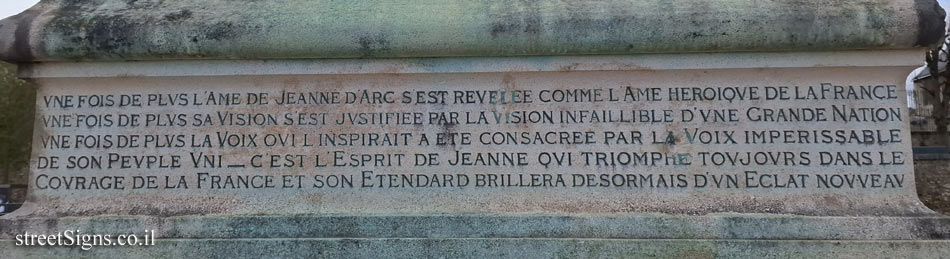 VNE FOIS DE PLVS L'AME DE JEANNE D'ARC S'EST REVELEE COMME L'AME HEROIQVE DE LA FRANCE
VNE FOIS DE PLVS SA VISION S'EST JVSTIFIEE PAR LA VISION INFAILLIBLE D'VNE GRANDE NATION
VNE FOIS DE PLVS LA VOIX QVI L'INSPIRAIT A ETE CONSACREE PAR LA VOIX IMPERISSABLE
DE SON PEVPLE VNI — C'EST L'ESPRIT DE JEANNE QVI TRIOMPHE TOVJOVRS DANS LE
COVRAGE DE LA FRANCE ET SON ETENDARD BRILLERA DESORMAIS D'VN ECLAT NOVVEAV
streetSigns.co.il